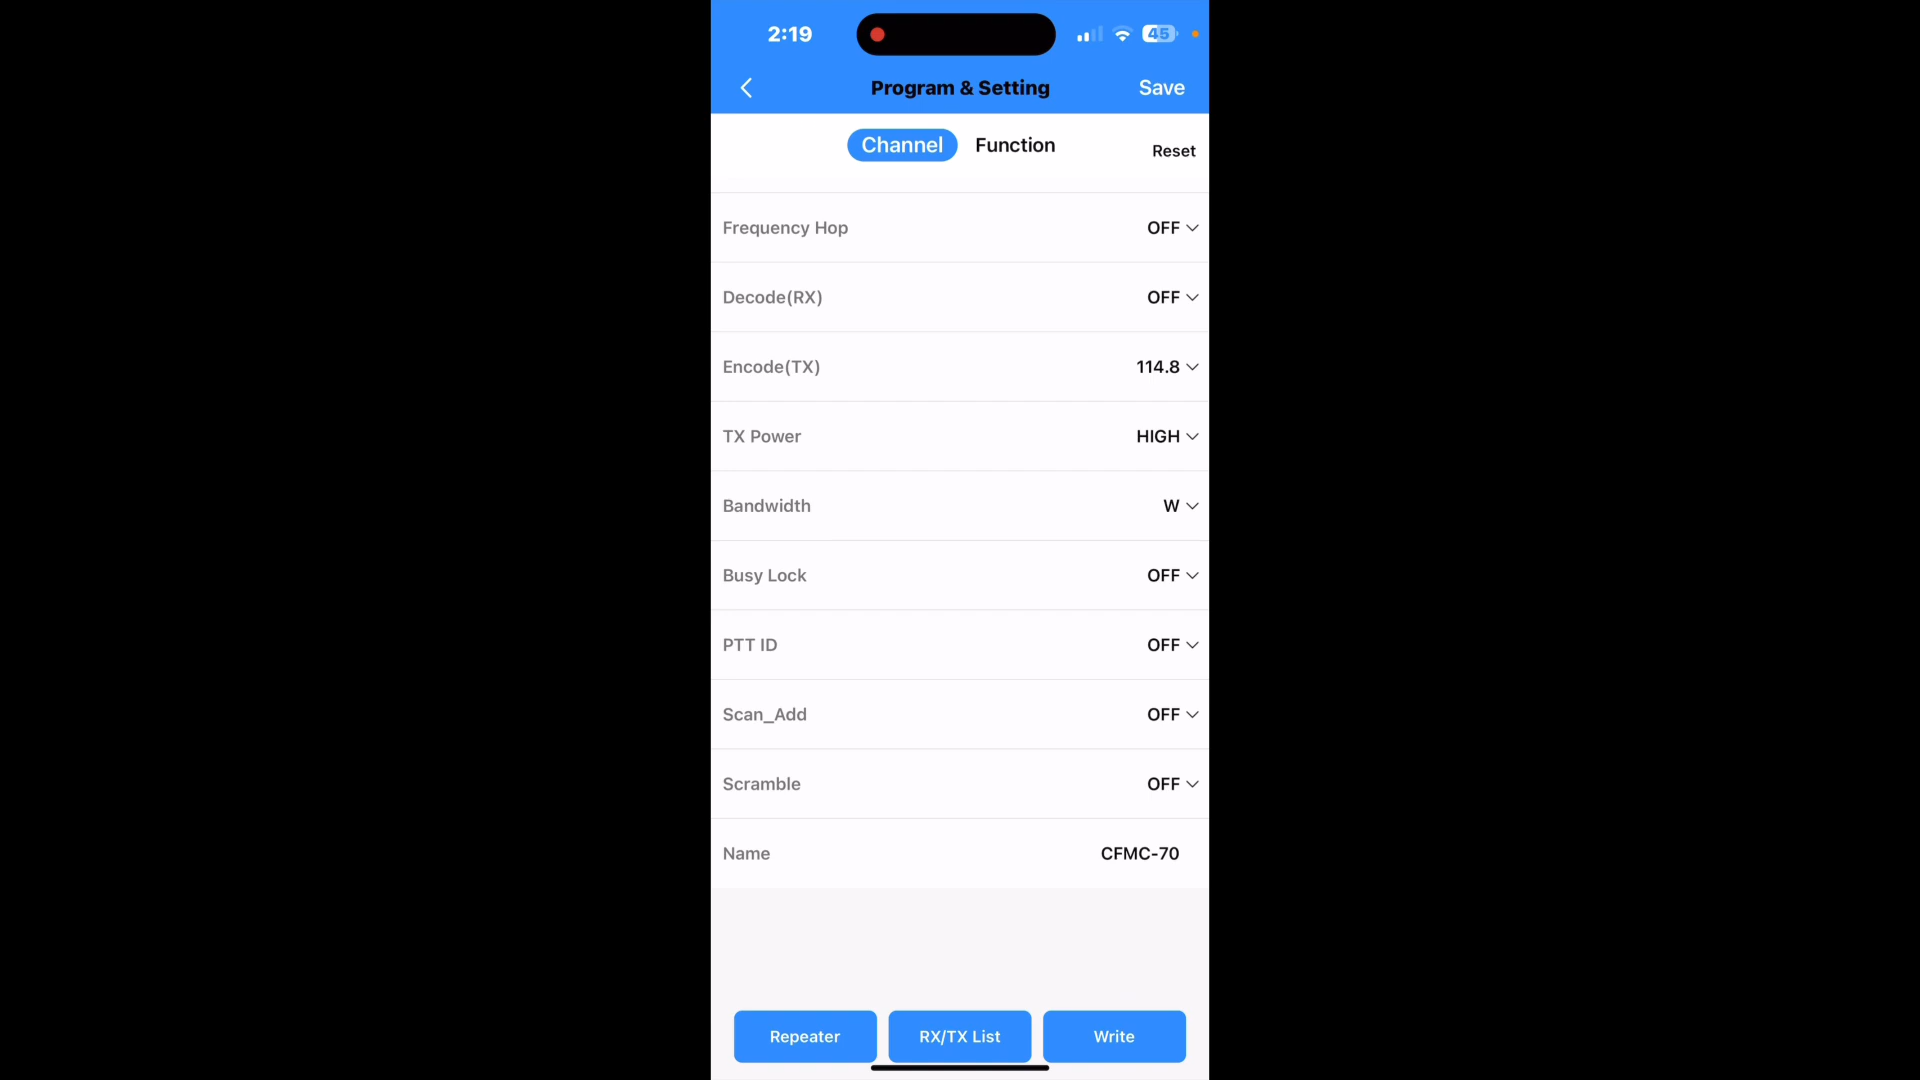 2:19
45
Program & Setting
Save
Channel Function
Reset
Frequency Hop OFF
Decode(RX) OFF
Encode(TX) 114.8
TX Power HIGH
Bandwidth W
Busy Lock OFF
PTT ID OFF
Scan_Add OFF
Scramble OFF
Name CFMC-70
Repeater RX/TX List Write